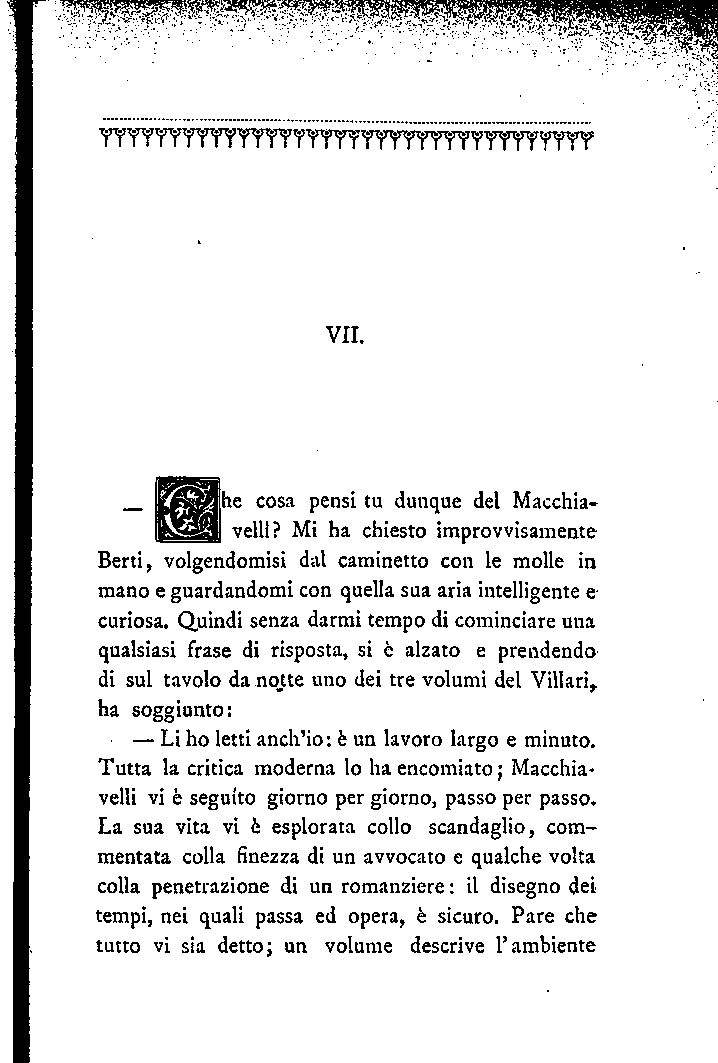 VII.
— Che cosa pensi tu dunque del Macchia-
velli? Mi ha chiesto improvvisamente
Berti, volgendomisi dal caminetto con le molle in
mano e guardandomi con quella sua aria intelligente e
curiosa. Quindi senza darmi tempo di cominciare una
qualsiasi frase di risposta, si è alzato e prendendo
di sul tavolo da notte uno dei tre volumi del Villari,
ha soggiunto:
— Li ho letti anch'io: è un lavoro largo e minuto.
Tutta la critica moderna lo ha encomiato; Macchia-
velli vi è seguíto giorno per giorno, passo per passo.
La sua vita vi è esplorata collo scandaglio, com-
mentata colla finezza di un avvocato e qualche volta
colla penetrazione di un romanziere: il disegno dei
tempi, nei quali passa ed opera, è sicuro. Pare che
tutto vi sia detto; un volume descrive l'ambiente